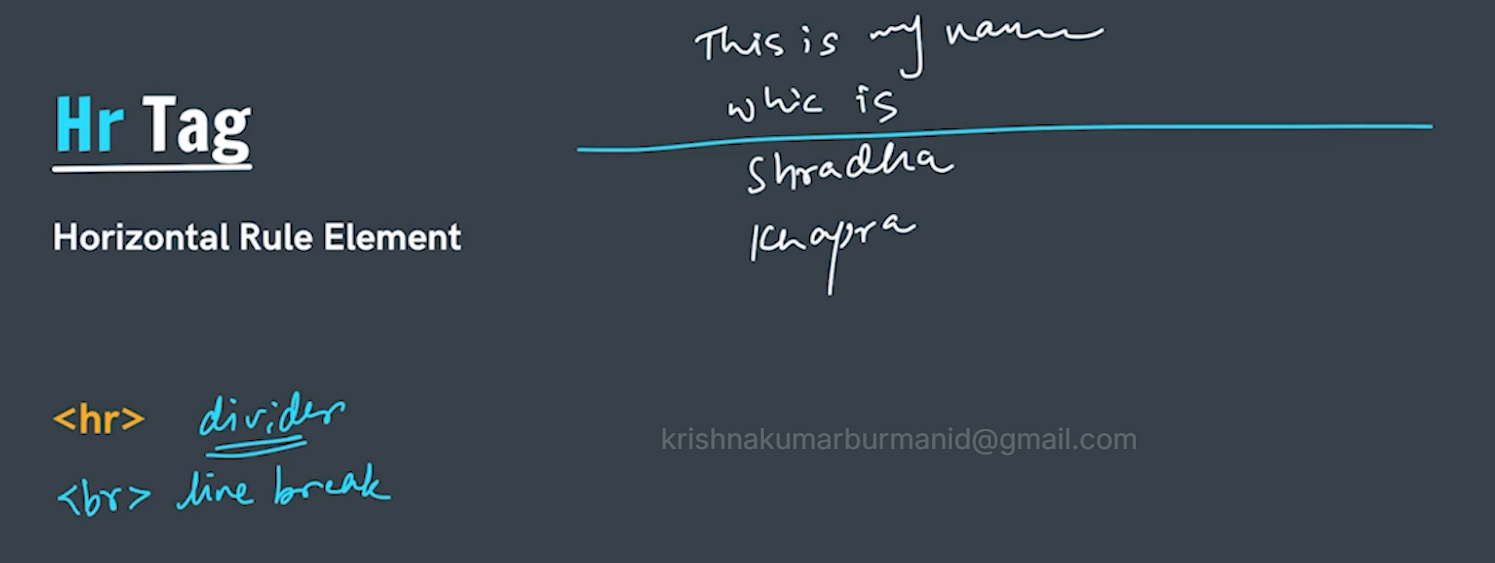 This is my name
whic is
Shradha
Khapra
Hr Tag
Horizontal Rule Element
<hr> divider
<br> line break
krishnakumarburmanid@gmail.com